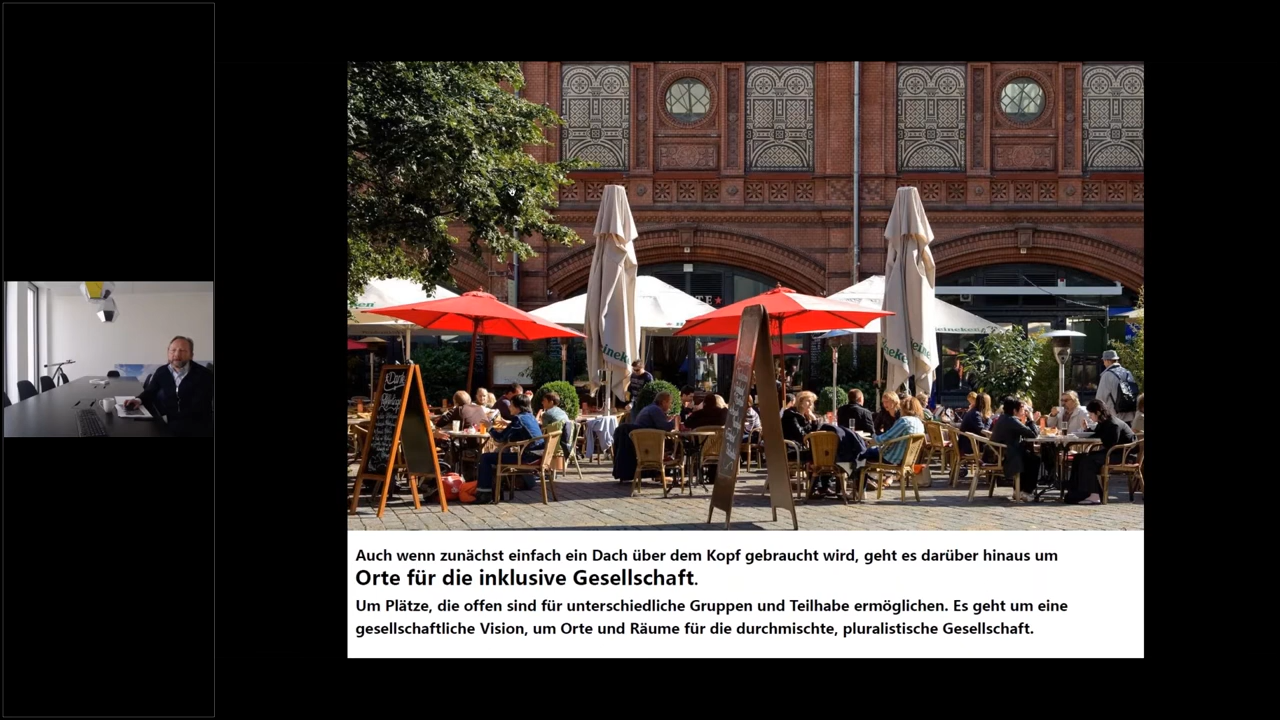 Auch wenn zunächst einfach ein Dach über dem Kopf gebraucht wird, geht es darüber hinaus um
Orte für die inklusive Gesellschaft.
Um Plätze, die offen sind für unterschiedliche Gruppen und Teilhabe ermöglichen. Es geht um eine
gesellschaftliche Vision, um Orte und Räume für die durchmischte, pluralistische Gesellschaft.